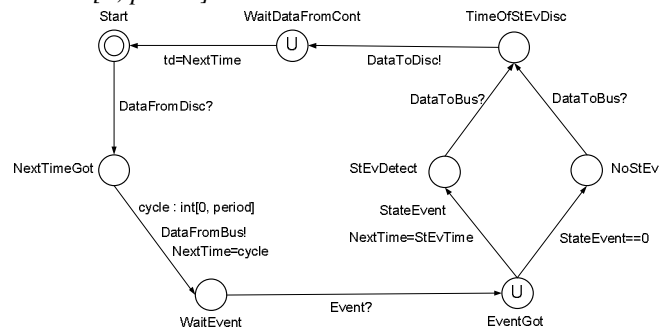 Start
WaitDataFromCont
TimeOfStEvDisc
U
td=NextTime
DataToDisc!
DataFromDisc?
DataToBus?
DataToBus?
NextTimeGot
StEvDetect
NoStEv
cycle : int[0, period]
StateEvent
DataFromBus!
NextTime=StEvTime
StateEvent==0
NextTime=cycle
U
Event?
WaitEvent
EventGot